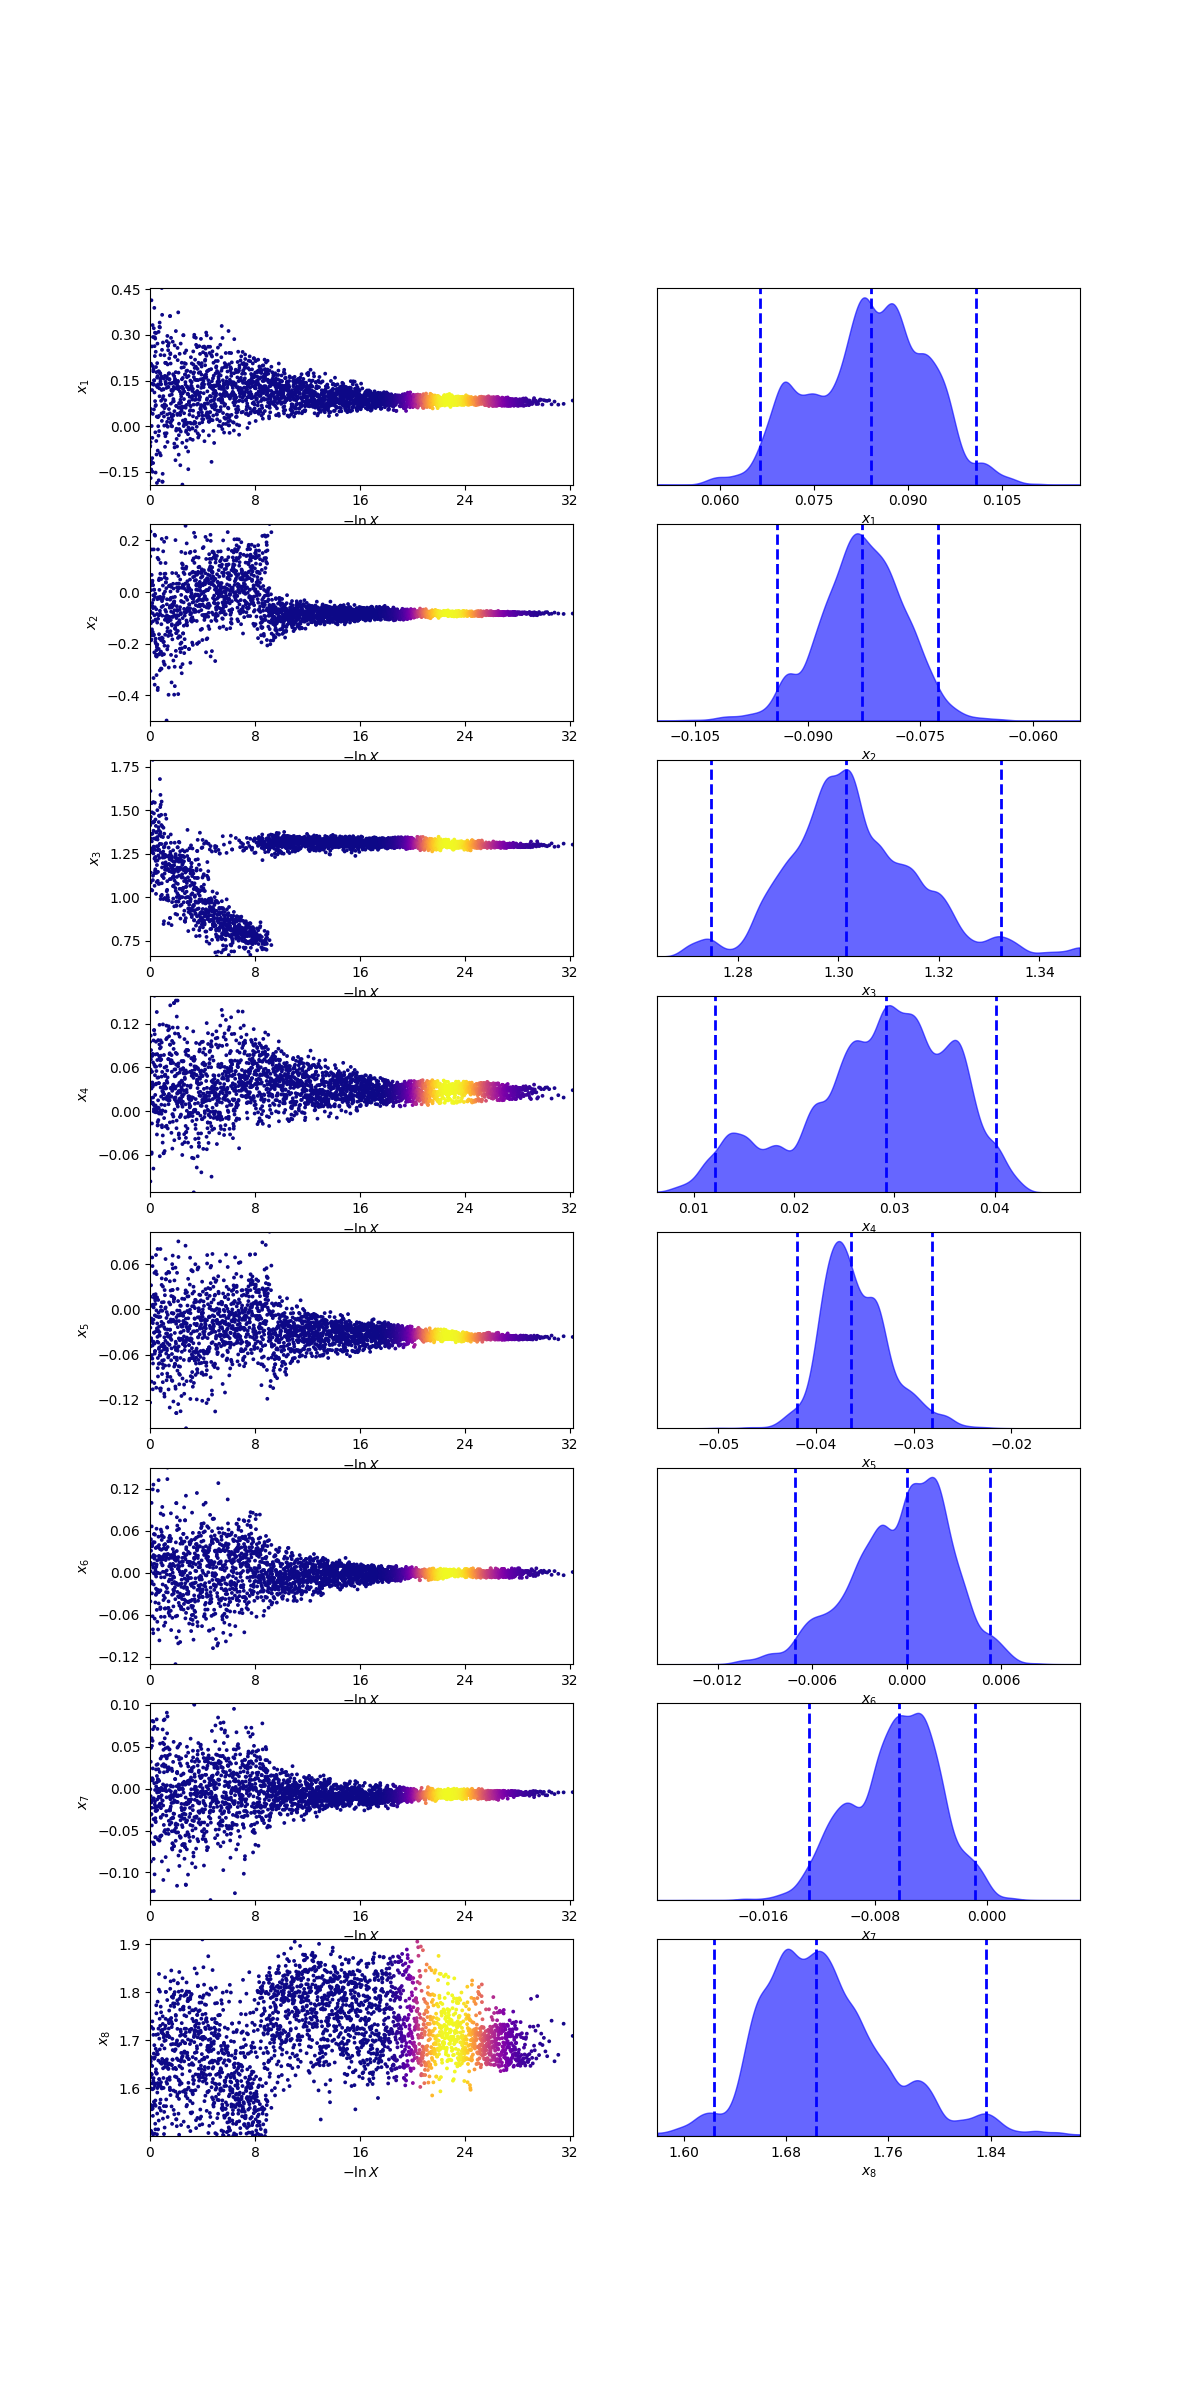 0.45
0.30
0.15
0.00
−0.15
x₁
0 8 16 24 32
−ln X
0.060 0.075 0.090 0.105
x₁
0.2
0.0
−0.2
−0.4
x₂
0 8 16 24 32
−ln X
−0.105 −0.090 −0.075 −0.060
x₂
1.75
1.50
1.25
1.00
0.75
x₃
0 8 16 24 32
−ln X
1.28 1.30 1.32 1.34
x₃
0.12
0.06
0.00
−0.06
x₄
0 8 16 24 32
−ln X
0.01 0.02 0.03 0.04
x₄
0.06
0.00
−0.06
−0.12
x₅
0 8 16 24 32
−ln X
−0.05 −0.04 −0.03 −0.02
x₅
0.12
0.06
0.00
−0.06
−0.12
x₆
0 8 16 24 32
−ln X
−0.012 −0.006 0.000 0.006
x₆
0.10
0.05
0.00
−0.05
−0.10
x₇
0 8 16 24 32
−ln X
−0.016 −0.008 0.000
x₇
1.9
1.8
1.7
1.6
x₈
0 8 16 24 32
−ln X
1.60 1.68 1.76 1.84
x₈